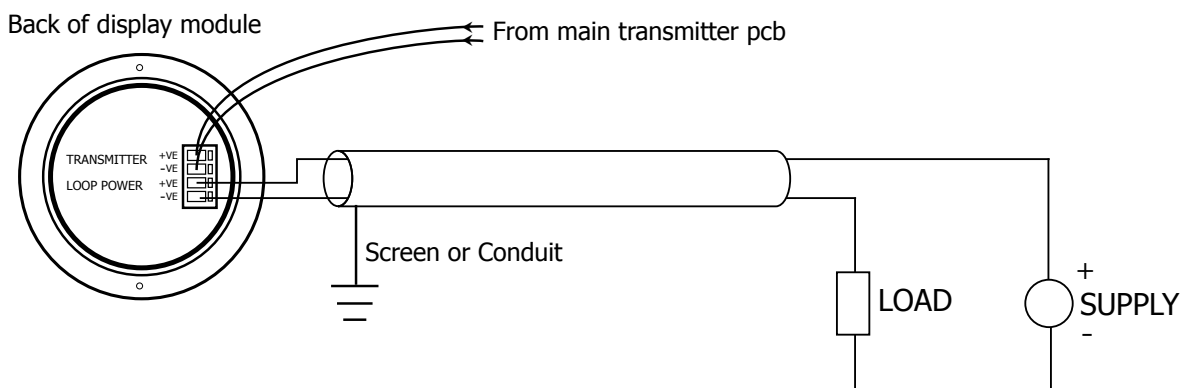 Back of display module
From main transmitter pcb
TRANSMITTER +VE
–VE
LOOP POWER +VE
–VE
Screen or Conduit
LOAD
+
SUPPLY
-